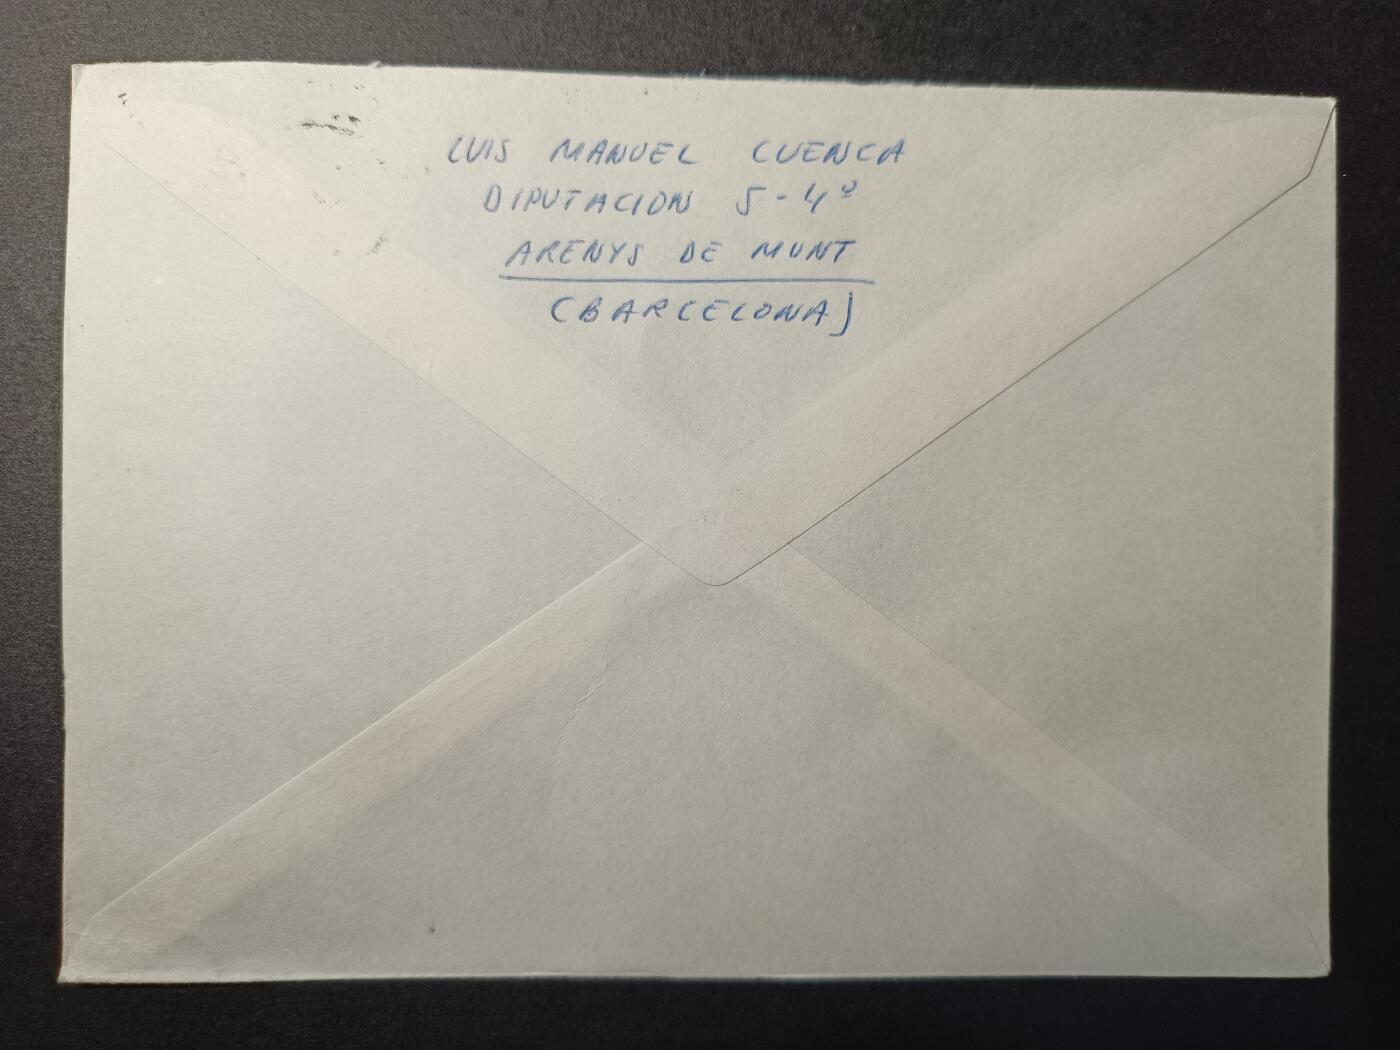 LUIS MANUEL CUENCA
DIPUTACION 5-4º
ARENYS DE MUNT
(BARCELONA)